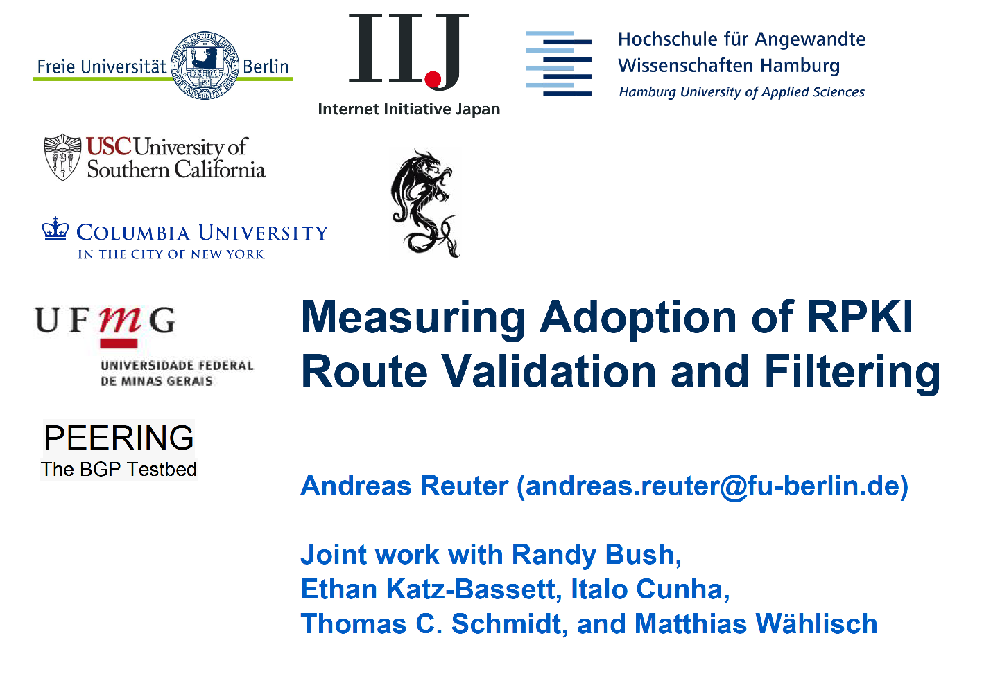 Freie Universität Berlin
IIJ
Internet Initiative Japan
Hochschule für Angewandte
Wissenschaften Hamburg
Hamburg University of Applied Sciences
USC University of
Southern California
COLUMBIA UNIVERSITY
IN THE CITY OF NEW YORK
UFmG
UNIVERSIDADE FEDERAL
DE MINAS GERAIS
PEERING
The BGP Testbed
Measuring Adoption of RPKI
Route Validation and Filtering
Andreas Reuter (andreas.reuter@fu-berlin.de)
Joint work with Randy Bush,
Ethan Katz-Bassett, Italo Cunha,
Thomas C. Schmidt, and Matthias Wählisch